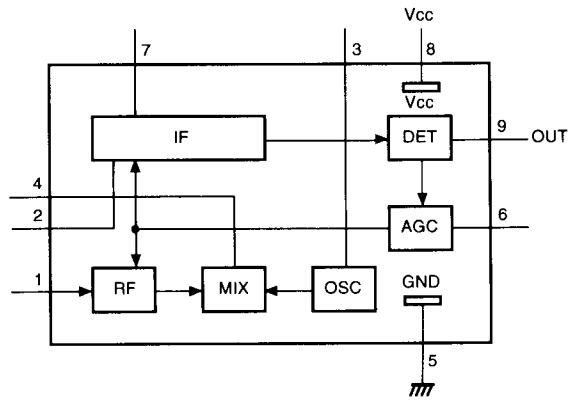 Vcc
7 3 8
Vcc
IF DET 9 OUT
4
2 AGC 6
1 RF MIX OSC GND
5